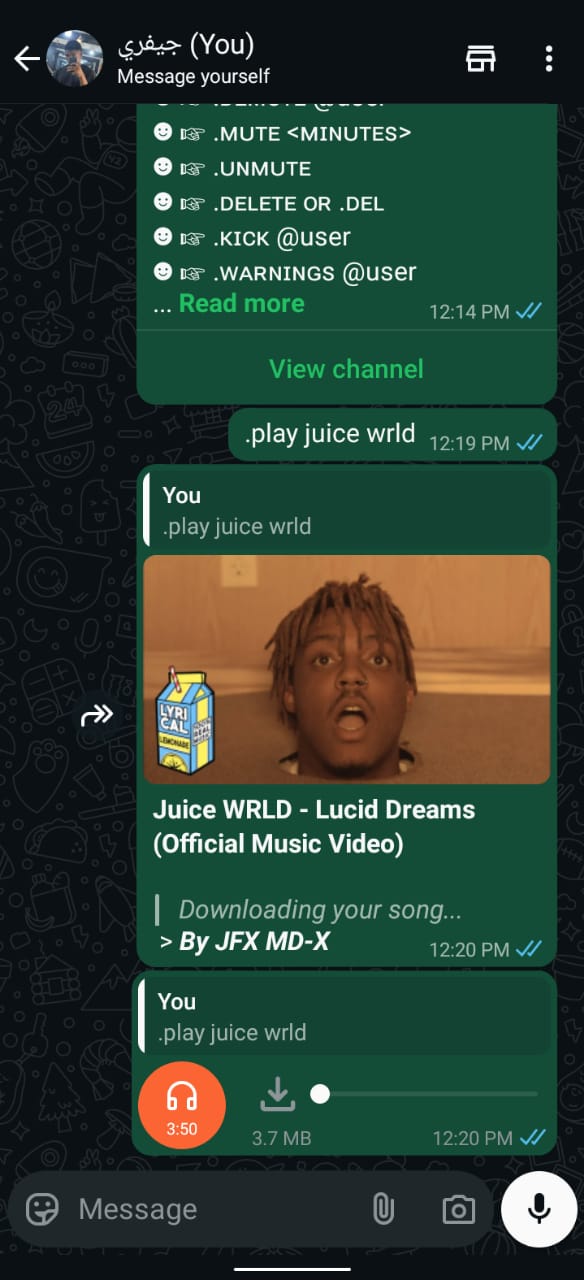 جيفري (You)
Message yourself
☻ ☞ .MUTE <MINUTES>
☻ ☞ .UNMUTE
☻ ☞ .DELETE OR .DEL
☻ ☞ .KICK @user
☻ ☞ .WARNINGS @user
... Read more
12:14 PM
View channel
.play juice wrld
12:19 PM
You
.play juice wrld
LYRI
CAL
LEMONADE
Juice WRLD - Lucid Dreams
(Official Music Video)
Downloading your song...
> By JFX MD-X
12:20 PM
You
.play juice wrld
3:50
3.7 MB
12:20 PM
Message